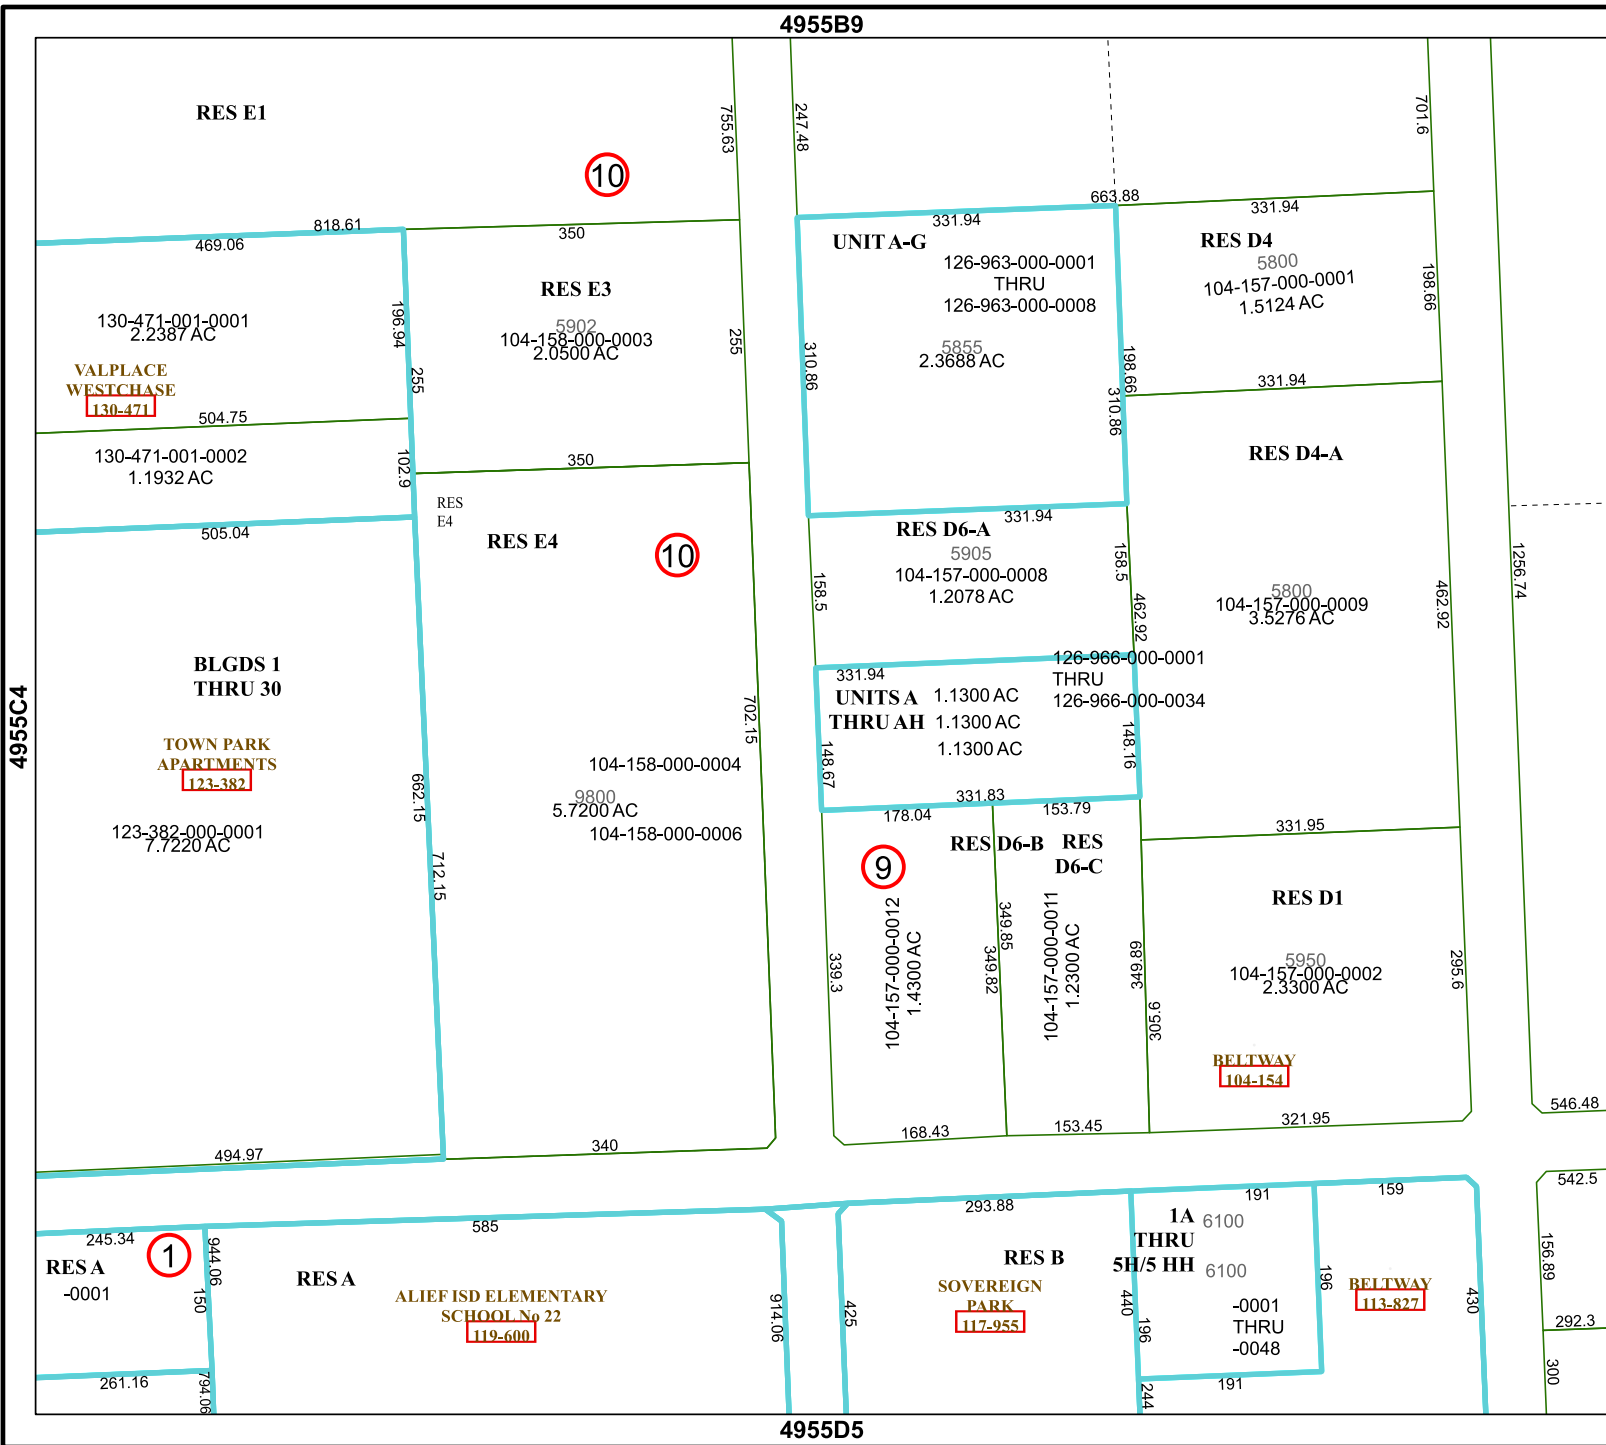 4955B9
RES E1
10
755.63
247.48
701.6
818.61
469.06
350
663.88
331.94
331.94
UNIT A-G
126-963-000-0001
THRU
126-963-000-0008
5855
2.3688 AC
RES D4
5800
104-157-000-0001
1.5124 AC
198.66
RES E3
5902
104-158-000-0003
2.0500 AC
255
196.94
255
130-471-001-0001
2.2387 AC
VALPLACE
WESTCHASE
130-471
504.75
310.86
198.66
310.86
331.94
130-471-001-0002
1.1932 AC
102.9
350
505.04
RES
E4
RES E4
10
RES D4-A
331.94
RES D6-A
5905
104-157-000-0008
1.2078 AC
158.5
158.5
462.92
5800
104-157-000-0009
3.5276 AC
462.92
1256.74
BLGDS 1
THRU 30
TOWN PARK
APARTMENTS
123-382
123-382-000-0001
7.7220 AC
4955C4
662.15
712.15
702.15
104-158-000-0004
9800
5.7200 AC
104-158-000-0006
331.94
126-966-000-0001
THRU
126-966-000-0034
UNITS A
THRU AH
1.1300 AC
1.1300 AC
1.1300 AC
148.67
148.16
331.83
178.04
153.79
331.95
RES D6-B
RES
D6-C
9
104-157-000-0012
1.4300 AC
339.3
349.85
349.82
104-157-000-0011
1.2300 AC
349.89
305.6
RES D1
5950
104-157-000-0002
2.3300 AC
295.6
BELTWAY
104-154
546.48
494.97
340
168.43
153.45
321.95
542.5
245.34
585
293.88
191
159
RES A
-0001
1
944.06
150
RES A
ALIEF ISD ELEMENTARY
SCHOOL No 22
119-600
914.06
425
RES B
SOVEREIGN
PARK
117-955
1A
THRU
5H/5 HH
6100
6100
-0001
THRU
-0048
440
196
196
BELTWAY
113-827
430
156.89
292.3
300
261.16
794.06
191
244
4955D5